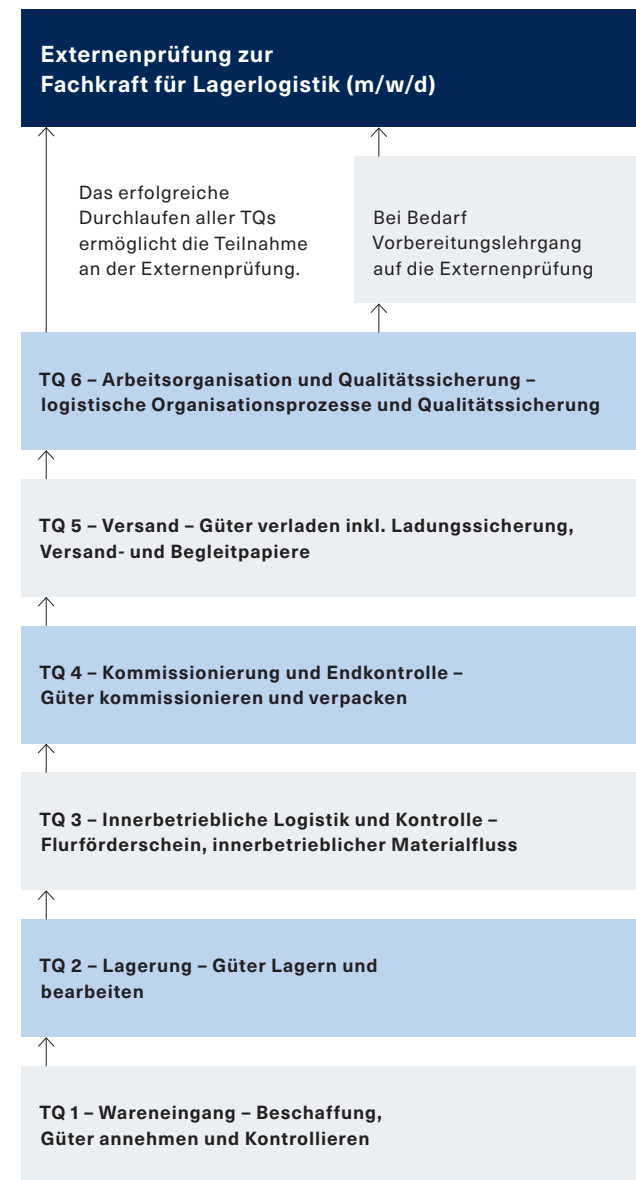 Externenprüfung zur
Fachkraft für Lagerlogistik (m/w/d)
Das erfolgreiche
Durchlaufen aller TQs
ermöglicht die Teilnahme
an der Externenprüfung.
Bei Bedarf
Vorbereitungslehrgang
auf die Externenprüfung
TQ 6 – Arbeitsorganisation und Qualitätssicherung –
logistische Organisationsprozesse und Qualitätssicherung
TQ 5 – Versand – Güter verladen inkl. Ladungssicherung,
Versand- und Begleitpapiere
TQ 4 – Kommissionierung und Endkontrolle –
Güter kommissionieren und verpacken
TQ 3 – Innerbetriebliche Logistik und Kontrolle –
Flurförderschein, innerbetrieblicher Materialfluss
TQ 2 – Lagerung – Güter Lagern und
bearbeiten
TQ 1 – Wareneingang – Beschaffung,
Güter annehmen und Kontrollieren